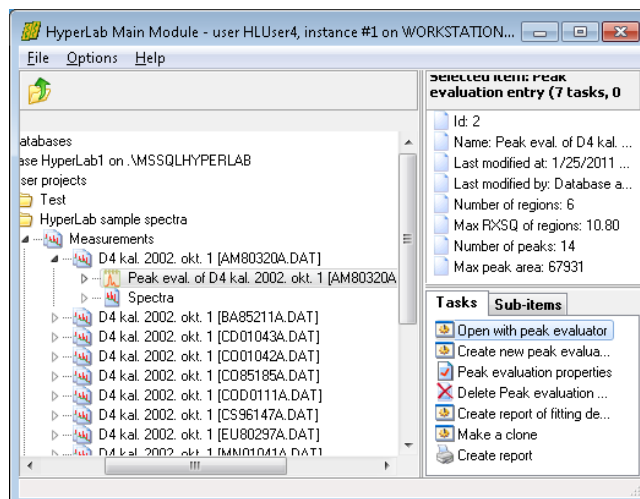 HyperLab Main Module - user HLUser4, instance #1 on WORKSTATION...
File Options Help
atabases
ase HyperLab1 on .\MSSQLHYPERLAB
ser projects
Test
HyperLab sample spectra
Measurements
D4 kal. 2002. okt. 1 [AM80320A.DAT]
Peak eval. of D4 kal. 2002. okt. 1 [AM80320A
Spectra
D4 kal. 2002. okt. 1 [BA85211A.DAT]
D4 kal. 2002. okt. 1 [CD01043A.DAT]
D4 kal. 2002. okt. 1 [CO01042A.DAT]
D4 kal. 2002. okt. 1 [CO85185A.DAT]
D4 kal. 2002. okt. 1 [COD0111A.DAT]
D4 kal. 2002. okt. 1 [CS96147A.DAT]
D4 kal. 2002. okt. 1 [EU80297A.DAT]
D4 kal. 2002. okt. 1 [MN01041A.DAT]
Selected item: Peak
evaluation entry (7 tasks, 0
Id: 2
Name: Peak eval. of D4 kal. ...
Last modified at: 1/25/2011 ...
Last modified by: Database a...
Number of regions: 6
Max RXSQ of regions: 10.80
Number of peaks: 14
Max peak area: 67931
Tasks Sub-items
Open with peak evaluator
Create new peak evalua...
Peak evaluation properties
Delete Peak evaluation ...
Create report of fitting de...
Make a clone
Create report